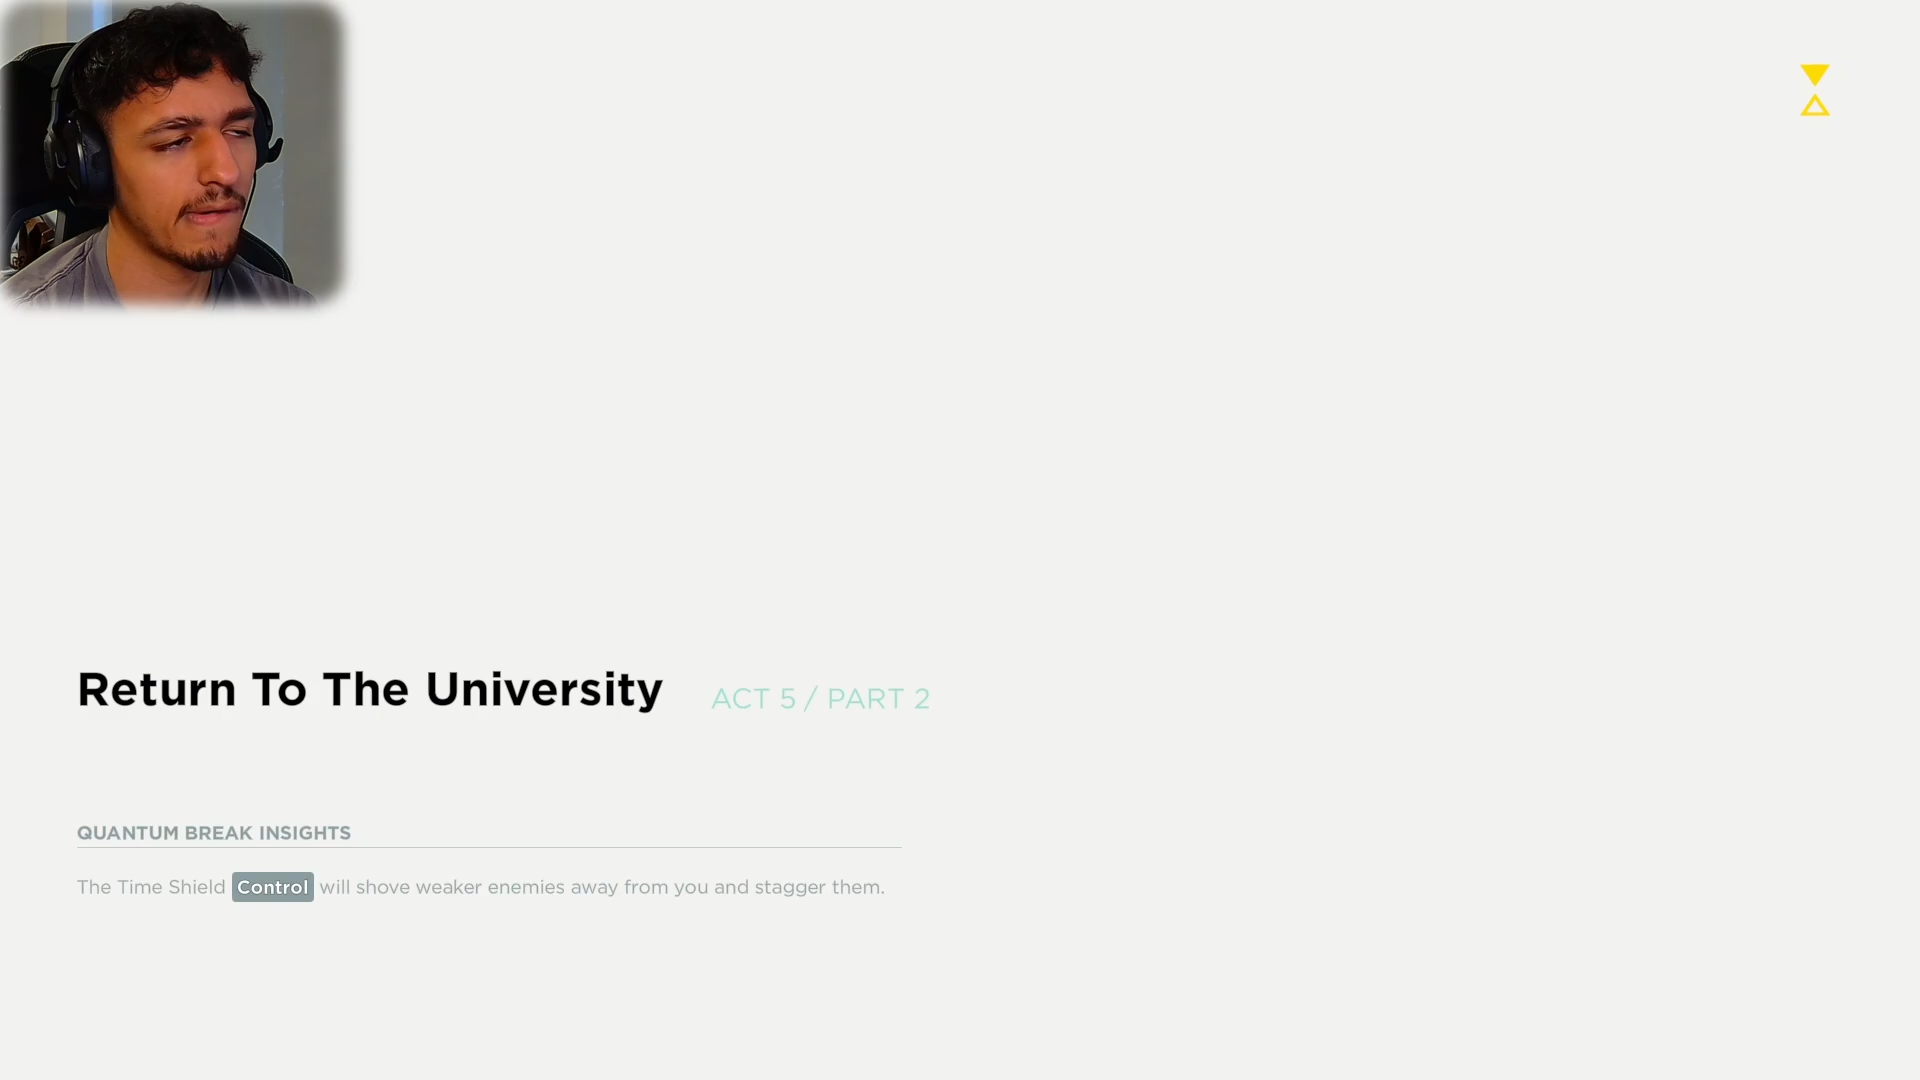 Return To The University ACT 5 / PART 2
QUANTUM BREAK INSIGHTS
The Time Shield Control will shove weaker enemies away from you and stagger them.